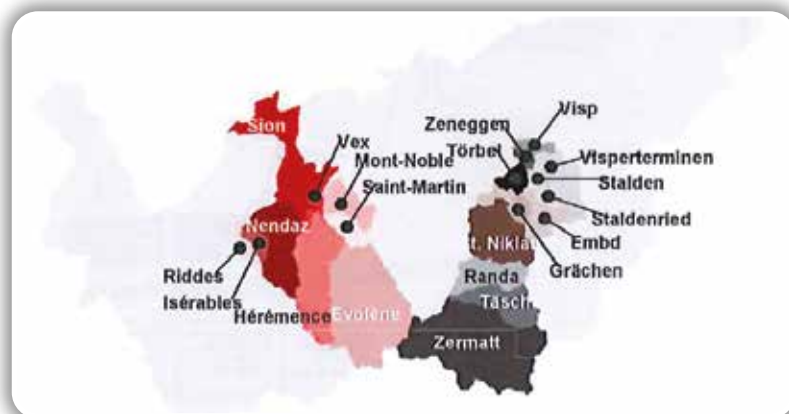 Sion
Vex
Mont-Noble
Saint-Martin
Nendaz
Riddes
Isérables
Hérémence
Evolène
Visp
Zeneggen
Törbel
Visperterminen
Stalden
Staldenried
Embd
t. Niklau
Grächen
Randa
Täsch
Zermatt